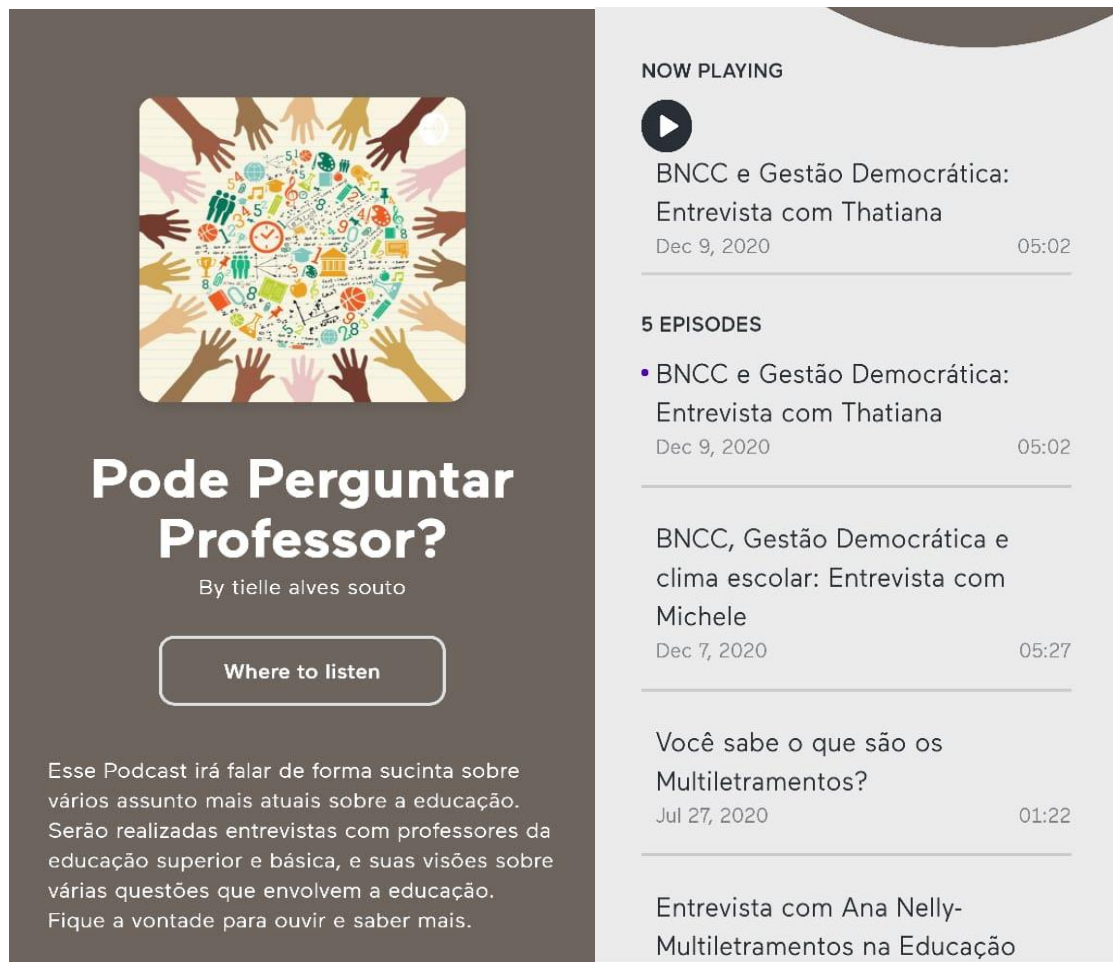 Pode Perguntar
Professor?
By tielle alves souto
Where to listen
Esse Podcast irá falar de forma sucinta sobre
vários assunto mais atuais sobre a educação.
Serão realizadas entrevistas com professores da
educação superior e básica, e suas visões sobre
várias questões que envolvem a educação.
Fique a vontade para ouvir e saber mais.
NOW PLAYING
BNCC e Gestão Democrática:
Entrevista com Thatiana
Dec 9, 2020 05:02
5 EPISODES
BNCC e Gestão Democrática:
Entrevista com Thatiana
Dec 9, 2020 05:02
BNCC, Gestão Democrática e
clima escolar: Entrevista com
Michele
Dec 7, 2020 05:27
Você sabe o que são os
Multiletramentos?
Jul 27, 2020 01:22
Entrevista com Ana Nelly-
Multiletramentos na Educação